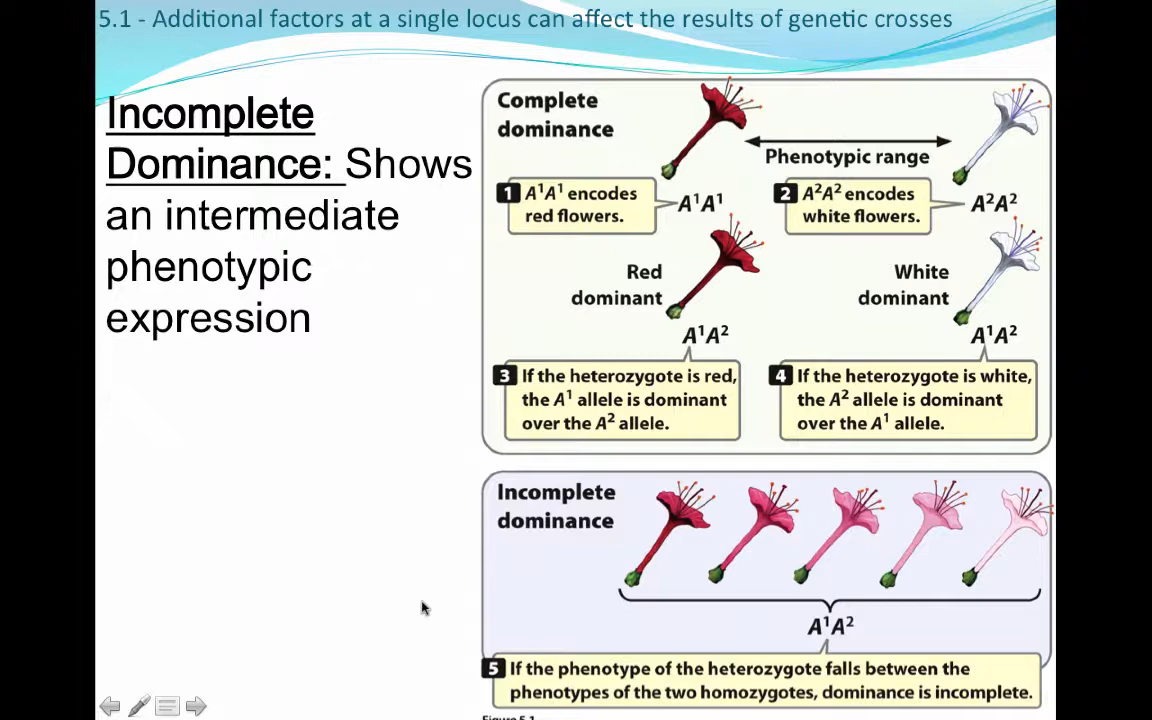 5.1 - Additional factors at a single locus can affect the results of genetic crosses
Incomplete
Dominance: Shows
an intermediate
phenotypic
expression
Complete
dominance
Phenotypic range
1 A¹A¹ encodes
red flowers.
A¹A¹
2 A²A² encodes
white flowers.
A²A²
Red
dominant
A¹A²
White
dominant
A¹A²
3 If the heterozygote is red,
the A¹ allele is dominant
over the A² allele.
4 If the heterozygote is white,
the A² allele is dominant
over the A¹ allele.
Incomplete
dominance
A¹A²
5 If the phenotype of the heterozygote falls between the
phenotypes of the two homozygotes, dominance is incomplete.
Figure 5.1